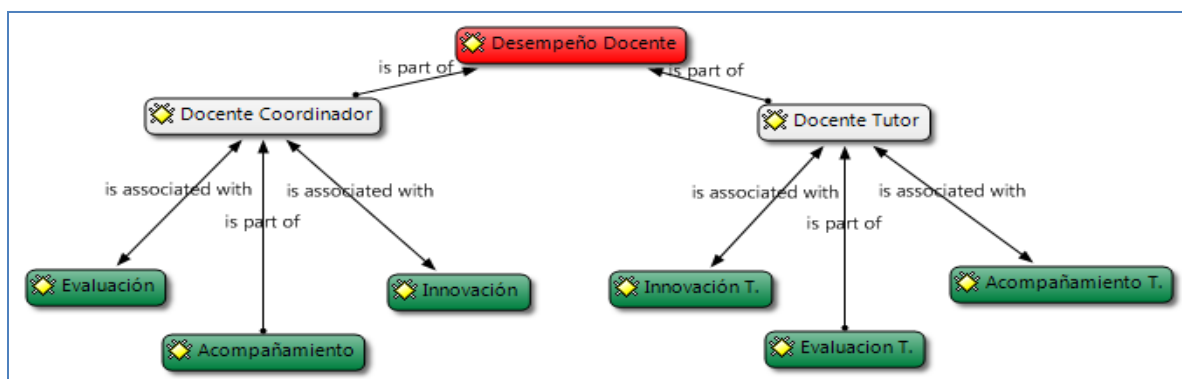 Desempeño Docente
is part of
is part of
Docente Coordinador
Docente Tutor
is associated with
is associated with
is part of
is associated with
is associated with
is part of
Evaluación
Innovación
Innovación T.
Acompañamiento T.
Acompañamiento
Evaluacion T.